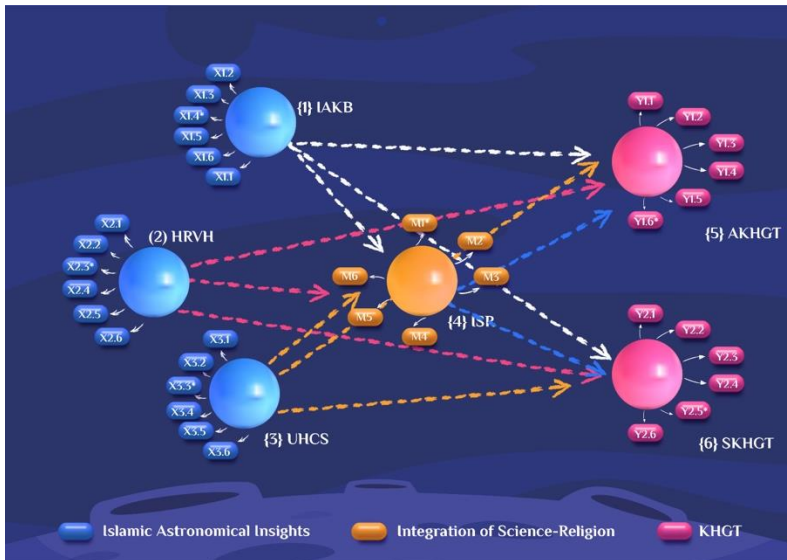 X1.2
X1.3
X1.4*
X1.5
X1.6
X1.1
{1} IAKB
X2.1
X2.2
X2.3*
X2.4
X2.5
X2.6
(2) HRVH
X3.1
X3.2
X3.3*
X3.4
X3.5
X3.6
{3} UHCS
M1*
M2
M3
M4
M5
M6
{4} ISP
Y1.1
Y1.2
Y1.3
Y1.4
Y1.5
Y1.6*
{5} AKHGT
Y2.1
Y2.2
Y2.3
Y2.4
Y2.5*
Y2.6
{6} SKHGT
Islamic Astronomical Insights
Integration of Science-Religion
KHGT